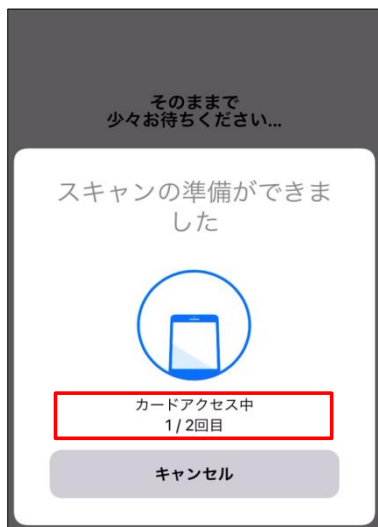 そのままで
少々お待ちください...
スキャンの準備ができま
した
カードアクセス中
1 / 2回目
キャンセル